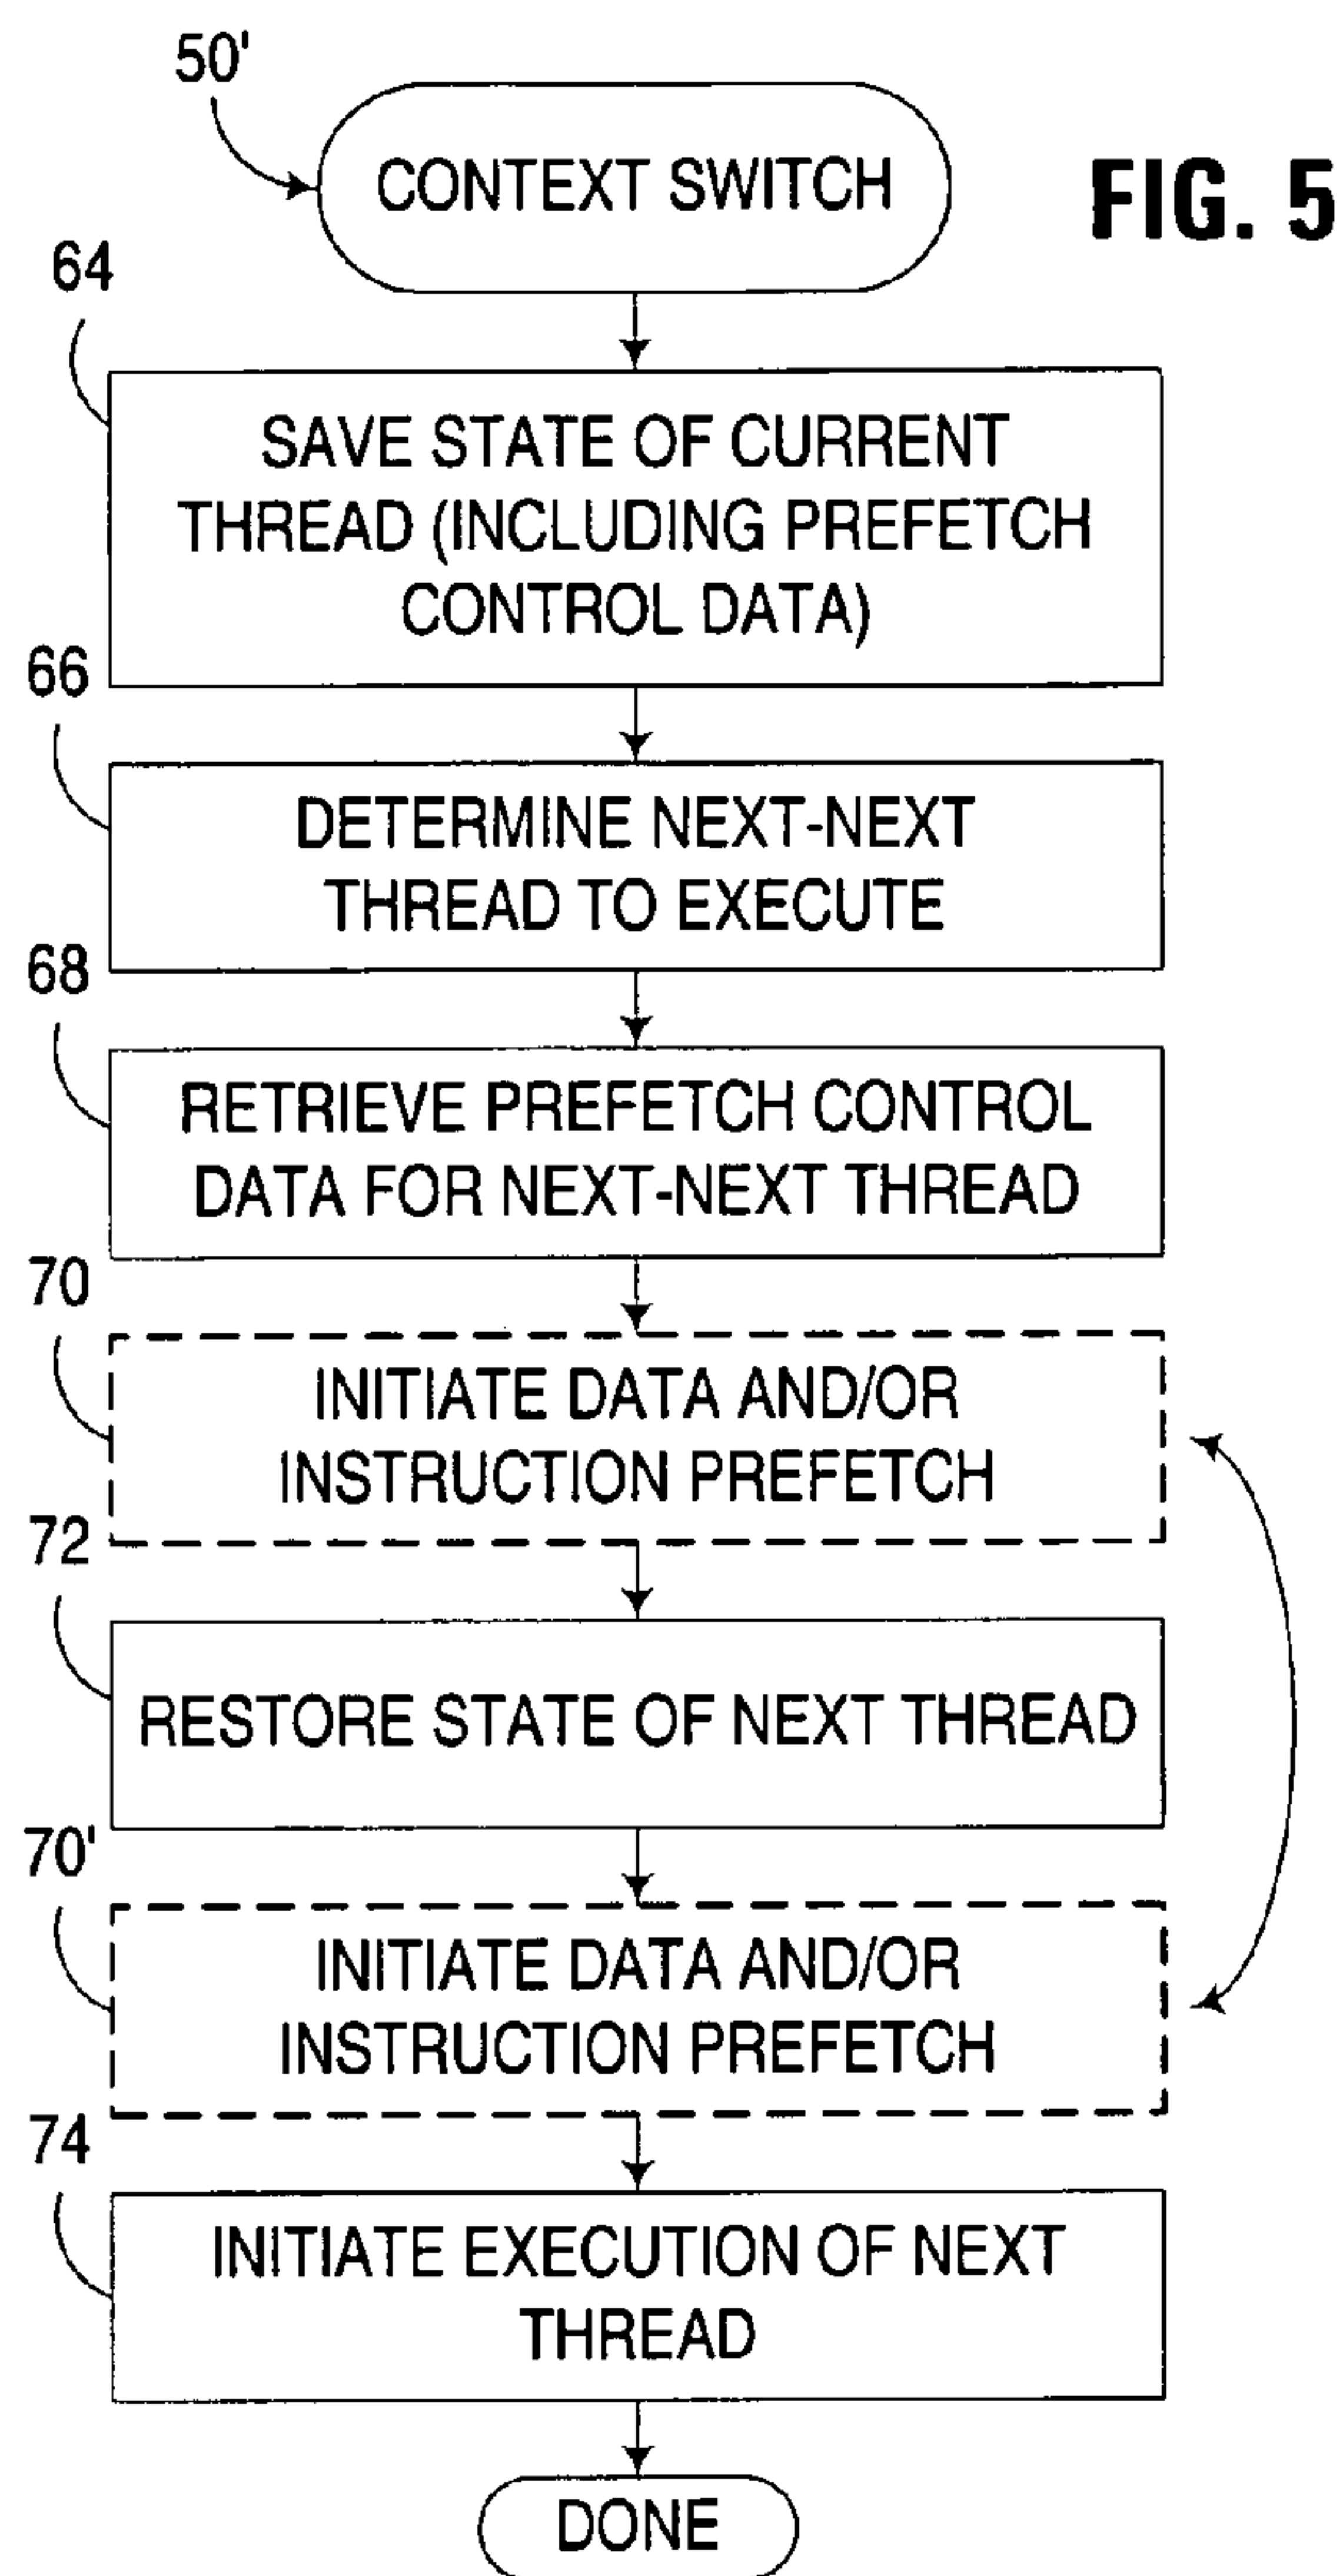 50'
CONTEXT SWITCH
FIG. 5
64
SAVE STATE OF CURRENT
THREAD (INCLUDING PREFETCH
CONTROL DATA)
66
DETERMINE NEXT-NEXT
THREAD TO EXECUTE
68
RETRIEVE PREFETCH CONTROL
DATA FOR NEXT-NEXT THREAD
70
INITIATE DATA AND/OR
INSTRUCTION PREFETCH
72
RESTORE STATE OF NEXT THREAD
70'
INITIATE DATA AND/OR
INSTRUCTION PREFETCH
74
INITIATE EXECUTION OF NEXT
THREAD
DONE